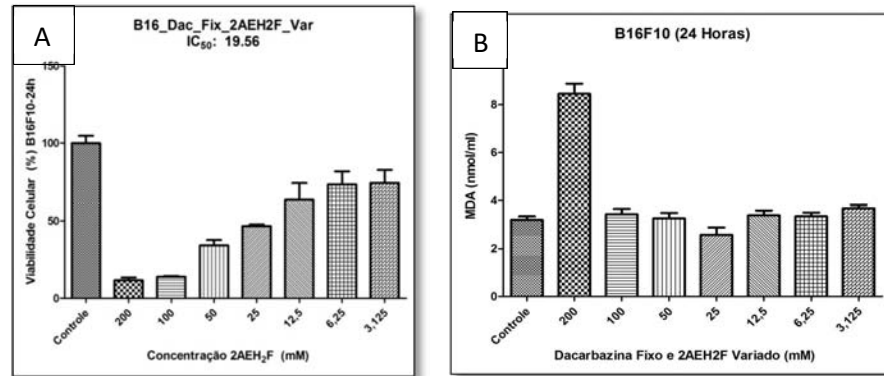 A
B16_Dac_Fix_2AEH2F_Var
IC50: 19.56
150
100
50
0
Viabilidade Celular (%) B16F10-24h
Controle
200
100
50
25
12,5
6,25
3,125
Concentração 2AEH2F (mM)
B
B16F10 (24 Horas)
8
6
4
2
0
MDA (nmol/ml)
Controle
200
100
50
25
12,5
6,25
3,125
Dacarbazina Fixo e 2AEH2F Variado (mM)